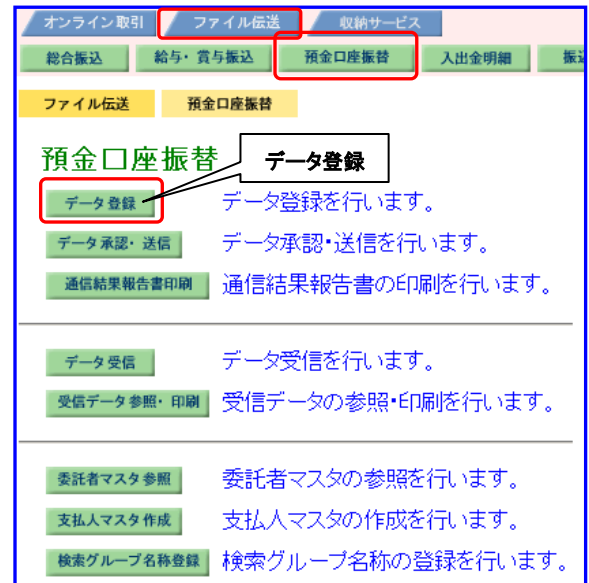 オンライン取引 ファイル伝送 収納サービス
総合振込 給与・賞与振込 預金口座振替 入出金明細 振込
ファイル伝送 預金口座振替
預金口座振替 データ登録
データ登録 データ登録を行います。
データ承認・送信 データ承認・送信を行います。
通信結果報告書印刷 通信結果報告書の印刷を行います。
データ受信 データ受信を行います。
受信データ参照・印刷 受信データの参照・印刷を行います。
委託者マスタ参照 委託者マスタの参照を行います。
支払人マスタ作成 支払人マスタの作成を行います。
検索グループ名称登録 検索グループ名称の登録を行います。